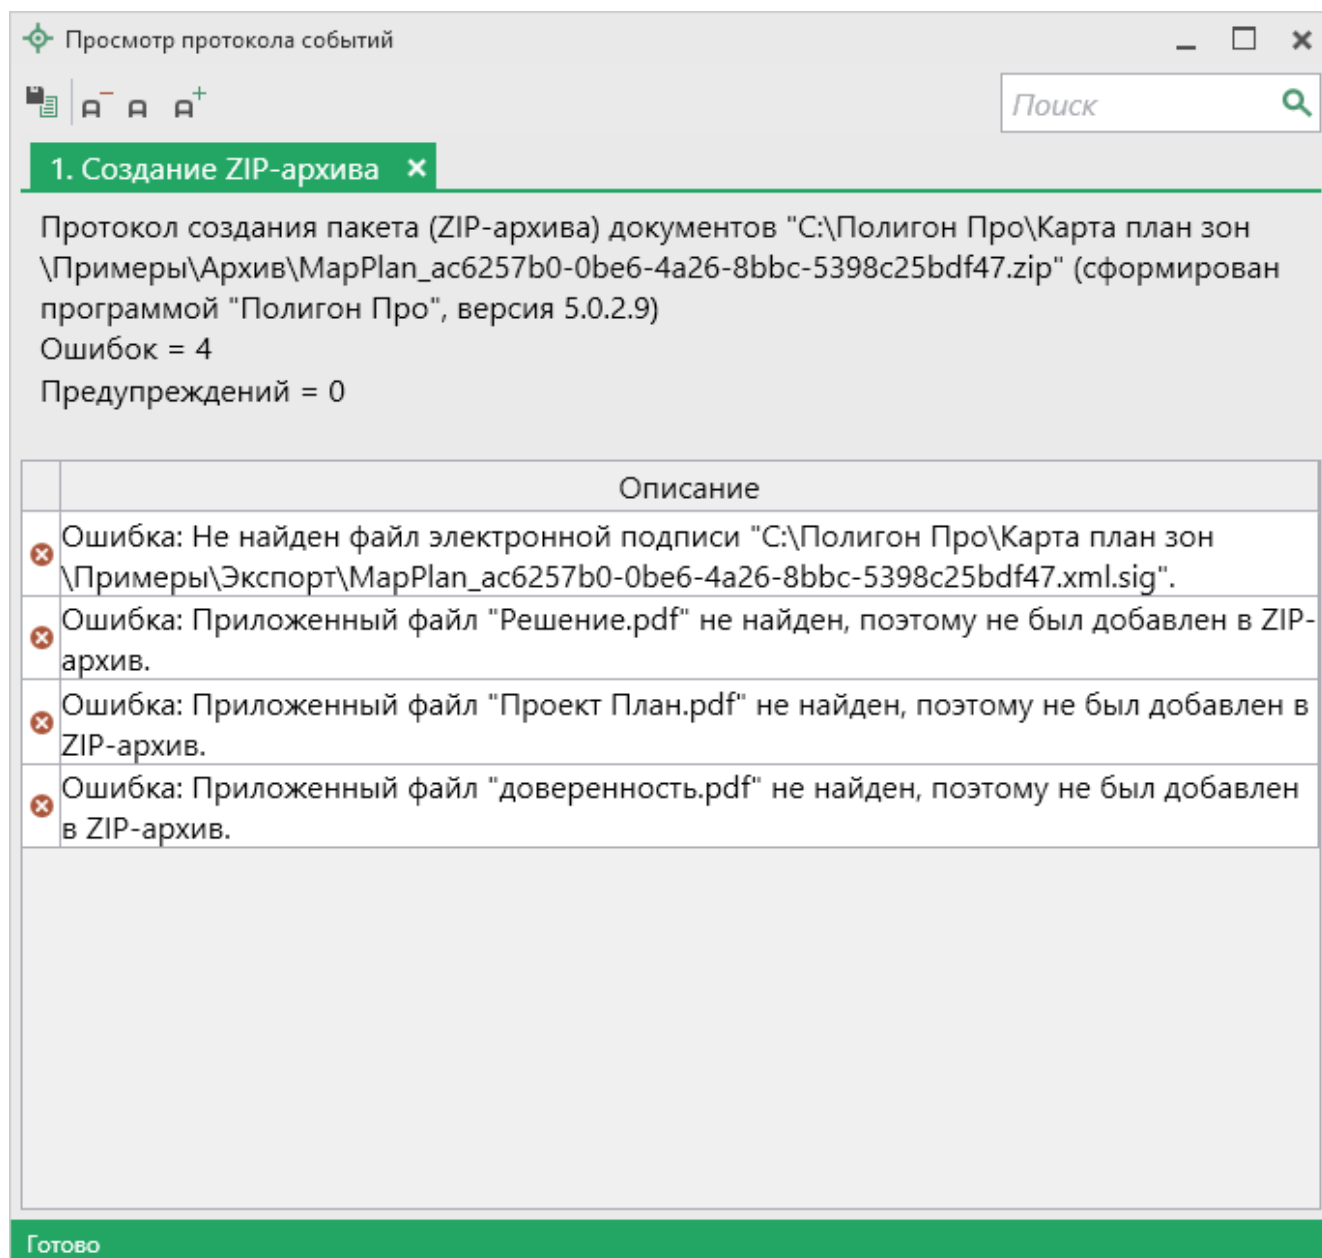 Просмотр протокола событий
Поиск
1. Создание ZIP-архива
Протокол создания пакета (ZIP-архива) документов "C:\Полигон Про\Карта план зон
\Примеры\Архив\MapPlan_ac6257b0-0be6-4a26-8bbc-5398c25bdf47.zip" (сформирован
программой "Полигон Про", версия 5.0.2.9)
Ошибок = 4
Предупреждений = 0
Описание
Ошибка: Не найден файл электронной подписи "C:\Полигон Про\Карта план зон
\Примеры\Экспорт\MapPlan_ac6257b0-0be6-4a26-8bbc-5398c25bdf47.xml.sig".
Ошибка: Приложенный файл "Решение.pdf" не найден, поэтому не был добавлен в ZIP-
архив.
Ошибка: Приложенный файл "Проект План.pdf" не найден, поэтому не был добавлен в
ZIP-архив.
Ошибка: Приложенный файл "доверенность.pdf" не найден, поэтому не был добавлен
в ZIP-архив.
Готово